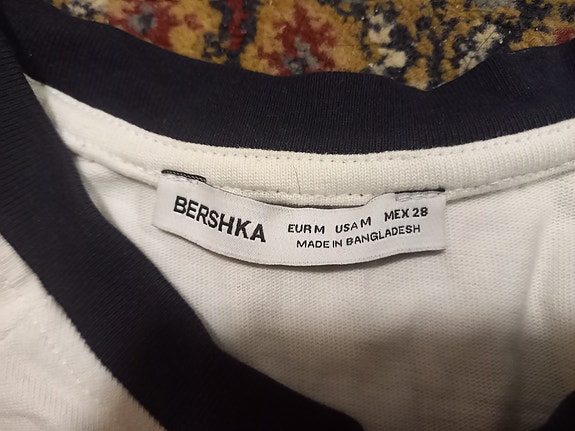 BERSHKA
EUR M USA M MEX 28
MADE IN BANGLADESH